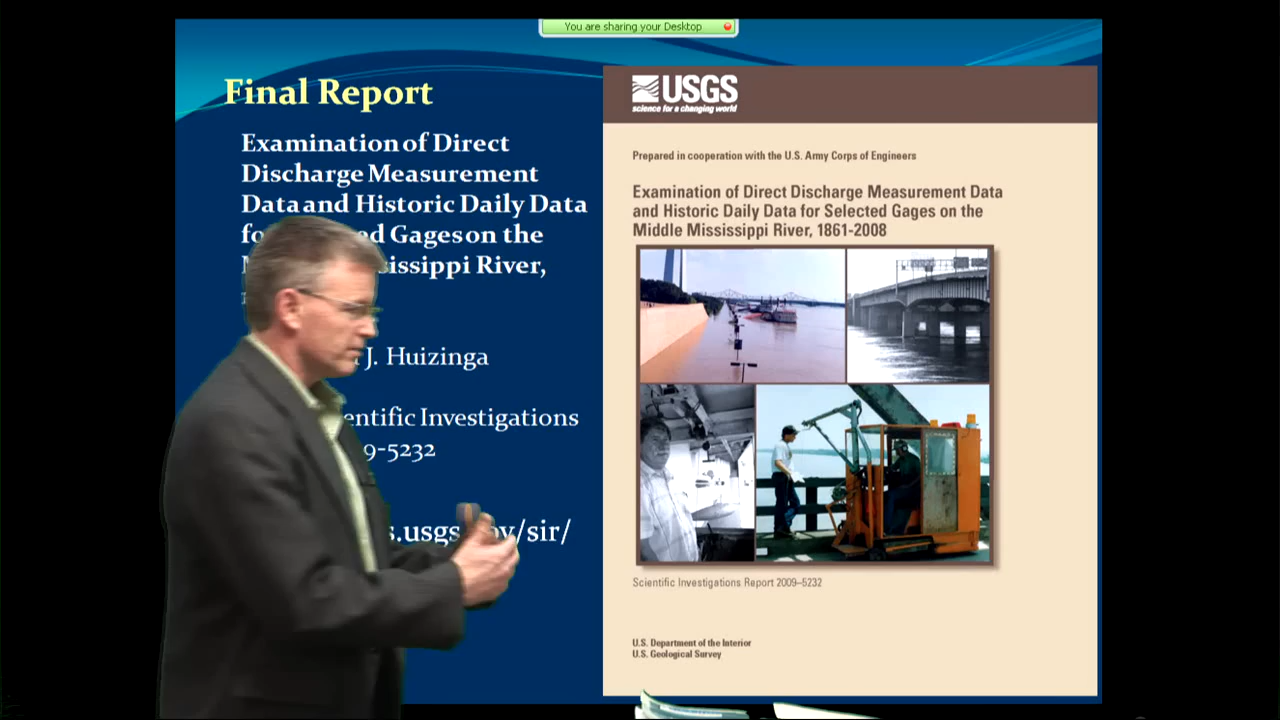 You are sharing your Desktop
Final Report
Examination of Direct
Discharge Measurement
Data and Historic Daily Data
Gages on the
River,
J. Huizinga
Investigations
9-5232
.usgs
/sir/
USGS
science for a changing world
Prepared in cooperation with the U.S. Army Corps of Engineers
Examination of Direct Discharge Measurement Data
and Historic Daily Data for Selected Gages on the
Middle Mississippi River, 1861-2008
Scientific Investigations Report 2009–5232
U.S. Department of the Interior
U.S. Geological Survey